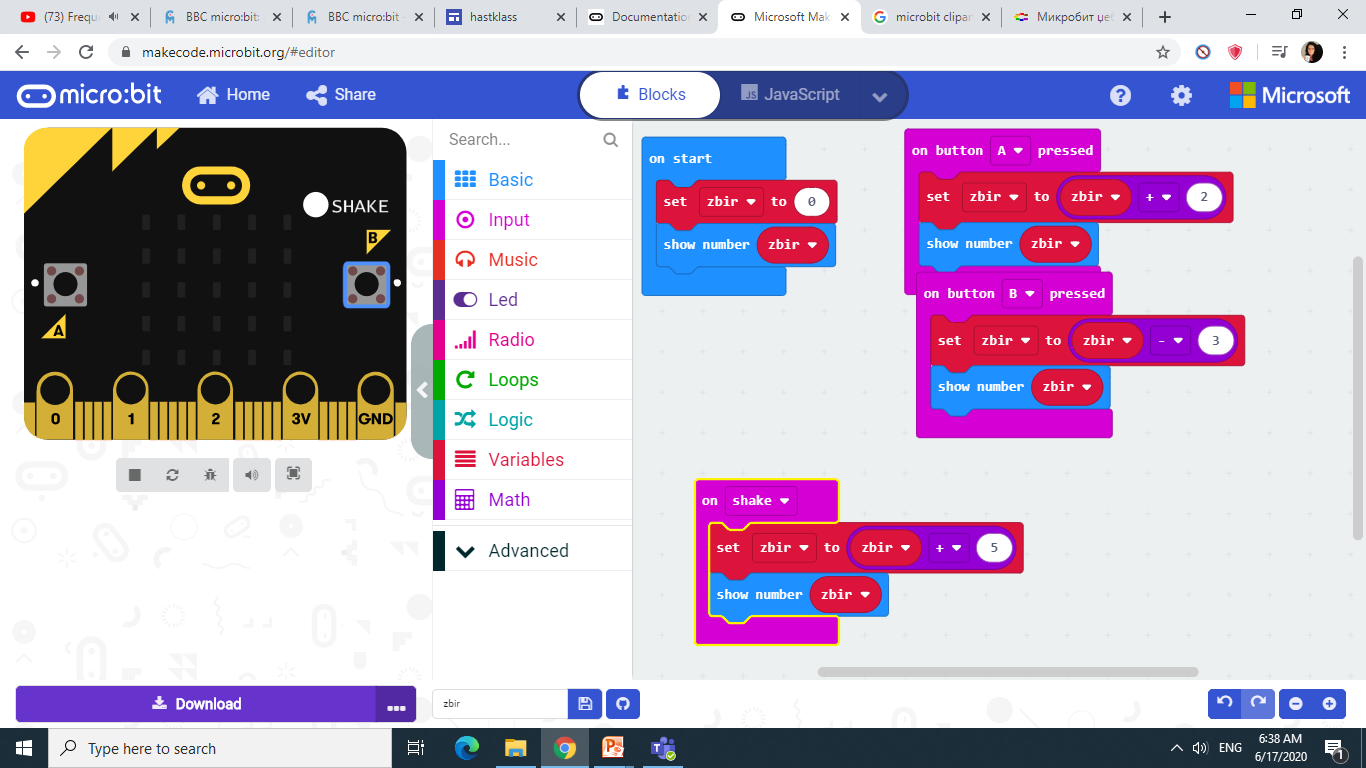 (73) Frequ
BBC micro:bit:
BBC micro:bit
hastklass
Documentation
Microsoft Mak
microbit clipar
Микробит џеб
makecode.microbit.org/#editor
micro:bit
Home
Share
Blocks
JS JavaScript
Microsoft
SHAKE
B
A
0 1 2 3V GND
Search...
Basic
Input
Music
Led
Radio
Loops
Logic
Variables
Math
Advanced
on start
set zbir to 0
show number zbir
on button A pressed
set zbir to zbir + 2
show number zbir
on button B pressed
set zbir to zbir - 3
show number zbir
on shake
set zbir to zbir + 5
show number zbir
Download
...
zbir
Type here to search
ENG
6:38 AM
6/17/2020
1